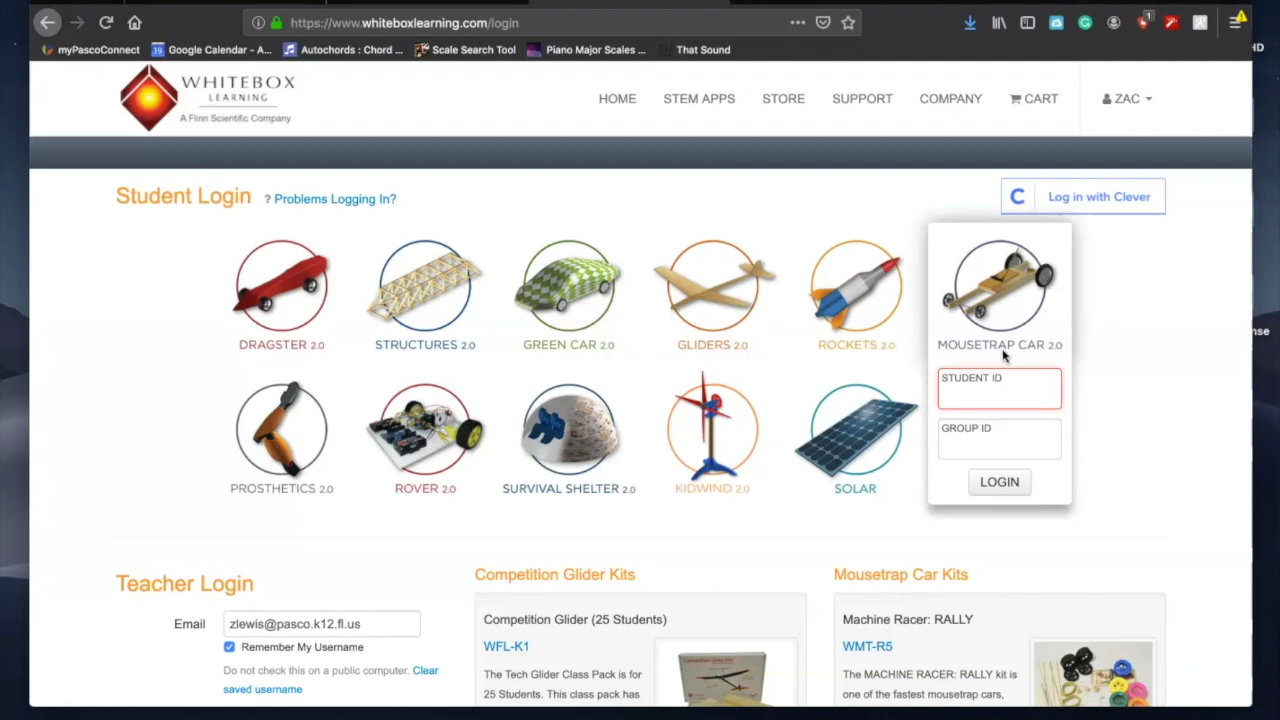 https://www.whiteboxlearning.com/login
1
HD
myPascoConnect
19
Google Calendar - A...
Autochords : Chord ...
Scale Search Tool
Piano Major Scales ...
That Sound
WHITEBOX
LEARNING
A Flinn Scientific Company
HOME
STEM APPS
STORE
SUPPORT
COMPANY
CART
ZAC
Student Login
? Problems Logging In?
C Log in with Clever
nse
DRAGSTER 2.0
STRUCTURES 2.0
GREEN CAR 2.0
GLIDERS 2.0
ROCKETS 2.0
MOUSETRAP CAR 2.0
STUDENT ID
GROUP ID
LOGIN
PROSTHETICS 2.0
ROVER 2.0
SURVIVAL SHELTER 2.0
KIDWIND 2.0
SOLAR
Teacher Login
Email
zlewis@pasco.k12.fl.us
Remember My Username
Do not check this on a public computer. Clear
saved username
Competition Glider Kits
Competition Glider (25 Students)
WFL-K1
The Tech Glider Class Pack is for
25 Students. This class pack has
Mousetrap Car Kits
Machine Racer: RALLY
WMT-R5
The MACHINE RACER: RALLY kit is
one of the fastest mousetrap cars,